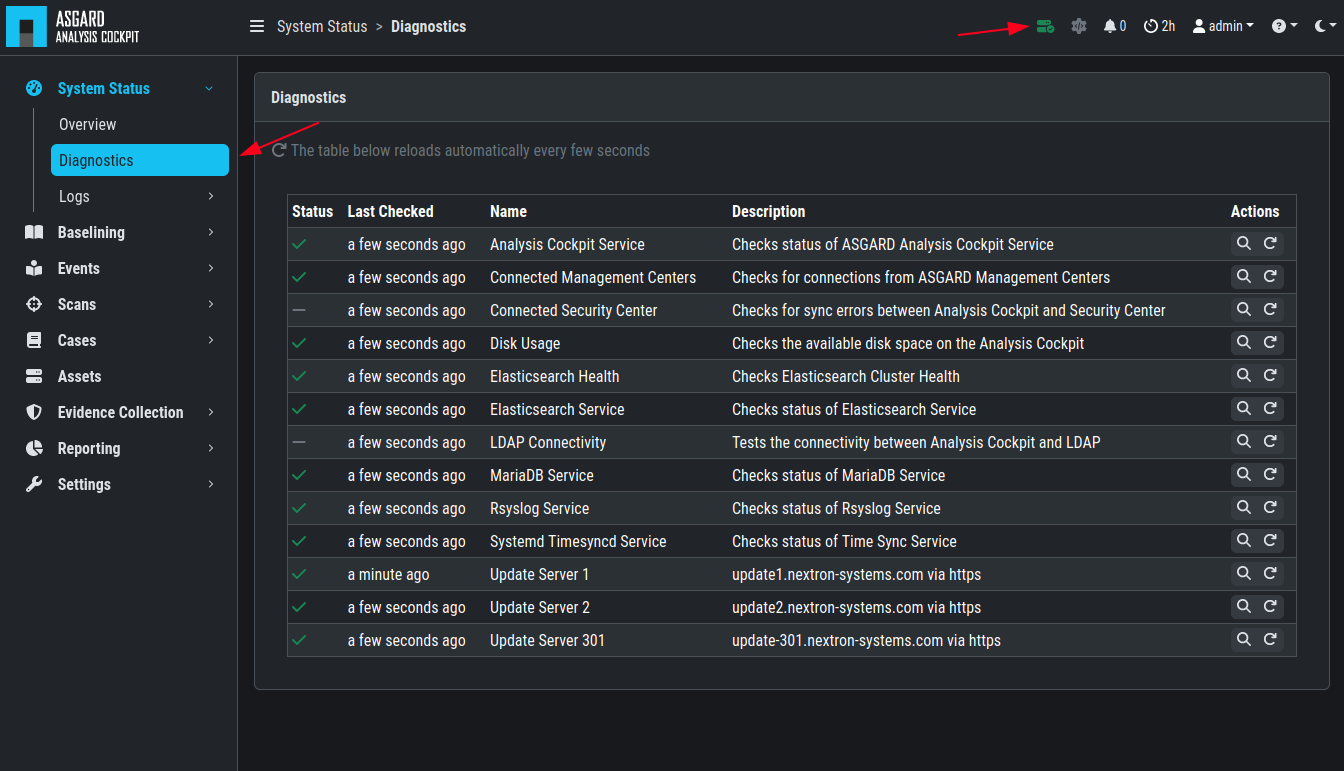 ASGARD
ANALYSIS COCKPIT
System Status > Diagnostics
0
2h
admin
System Status
Overview
Diagnostics
Logs
Baselining
Events
Scans
Cases
Assets
Evidence Collection
Reporting
Settings
Diagnostics
The table below reloads automatically every few seconds
Status Last Checked Name Description Actions
a few seconds ago Analysis Cockpit Service Checks status of ASGARD Analysis Cockpit Service
a few seconds ago Connected Management Centers Checks for connections from ASGARD Management Centers
a few seconds ago Connected Security Center Checks for sync errors between Analysis Cockpit and Security Center
a few seconds ago Disk Usage Checks the available disk space on the Analysis Cockpit
a few seconds ago Elasticsearch Health Checks Elasticsearch Cluster Health
a few seconds ago Elasticsearch Service Checks status of Elasticsearch Service
a few seconds ago LDAP Connectivity Tests the connectivity between Analysis Cockpit and LDAP
a few seconds ago MariaDB Service Checks status of MariaDB Service
a few seconds ago Rsyslog Service Checks status of Rsyslog Service
a few seconds ago Systemd Timesyncd Service Checks status of Time Sync Service
a minute ago Update Server 1 update1.nextron-systems.com via https
a few seconds ago Update Server 2 update2.nextron-systems.com via https
a few seconds ago Update Server 301 update-301.nextron-systems.com via https